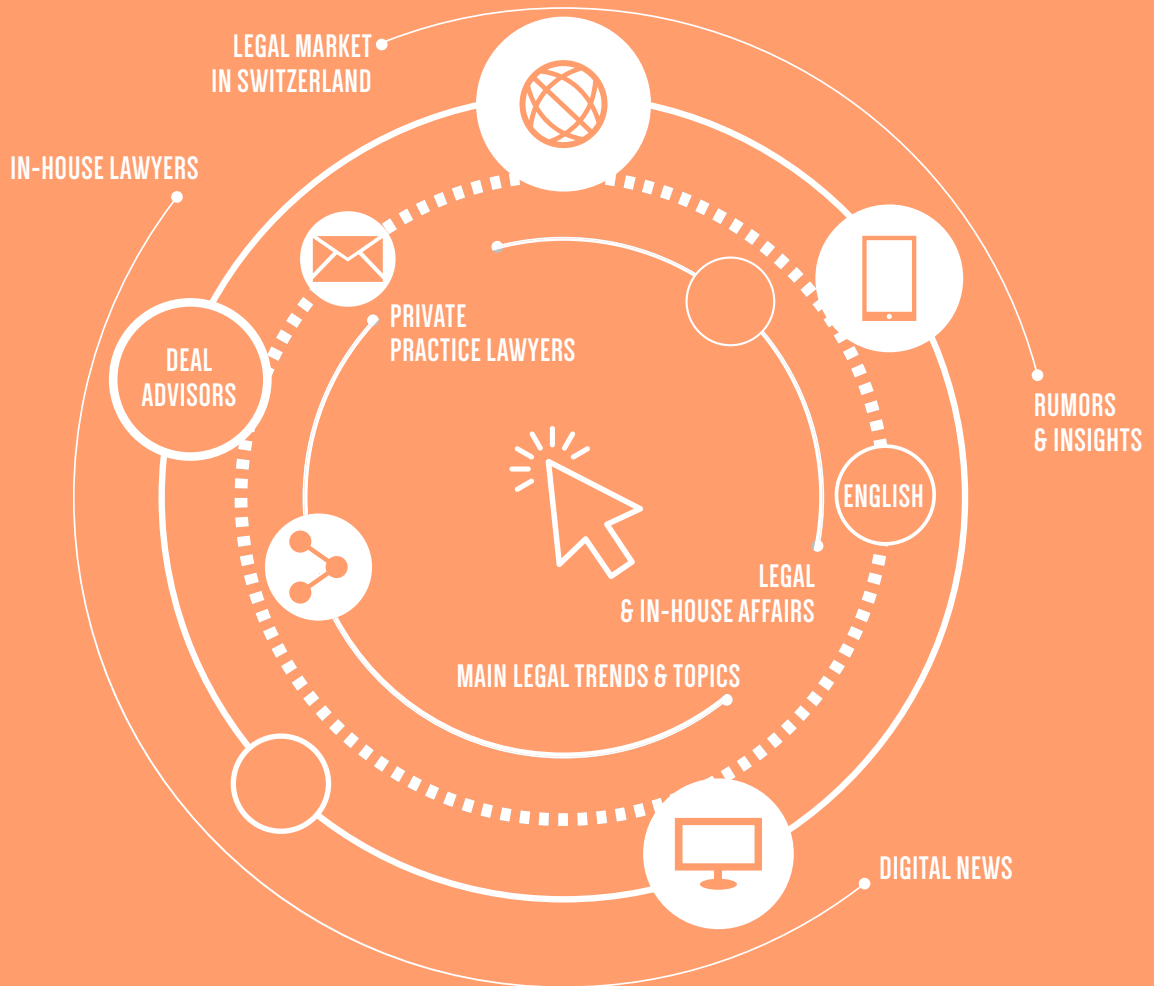 LEGAL MARKET
IN SWITZERLAND
IN-HOUSE LAWYERS
PRIVATE
PRACTICE LAWYERS
DEAL
ADVISORS
RUMORS
& INSIGHTS
ENGLISH
LEGAL
& IN-HOUSE AFFAIRS
MAIN LEGAL TRENDS & TOPICS
DIGITAL NEWS